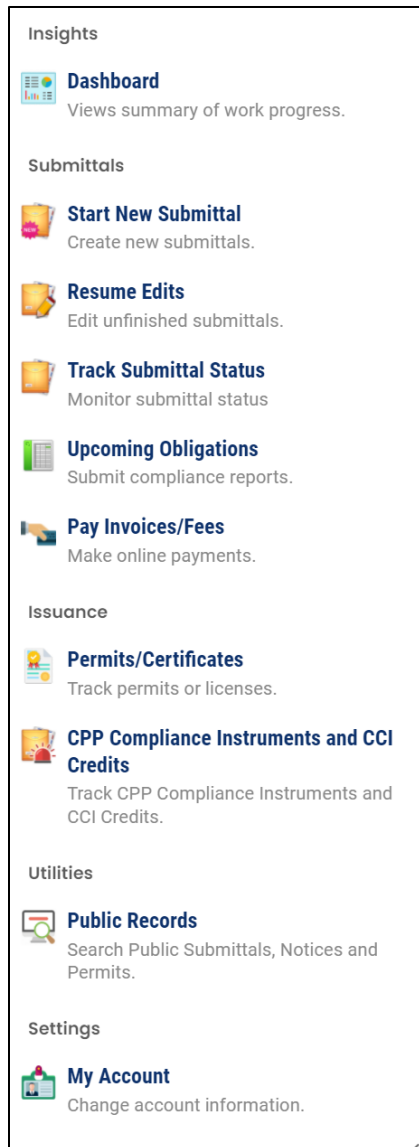 Insights
Dashboard
Views summary of work progress.
Submittals
NEW
Start New Submittal
Create new submittals.
Resume Edits
Edit unfinished submittals.
Track Submittal Status
Monitor submittal status
Upcoming Obligations
Submit compliance reports.
Pay Invoices/Fees
Make online payments.
Issuance
Permits/Certificates
Track permits or licenses.
CPP Compliance Instruments and CCI
Credits
Track CPP Compliance Instruments and
CCI Credits.
Utilities
Public Records
Search Public Submittals, Notices and
Permits.
Settings
My Account
Change account information.